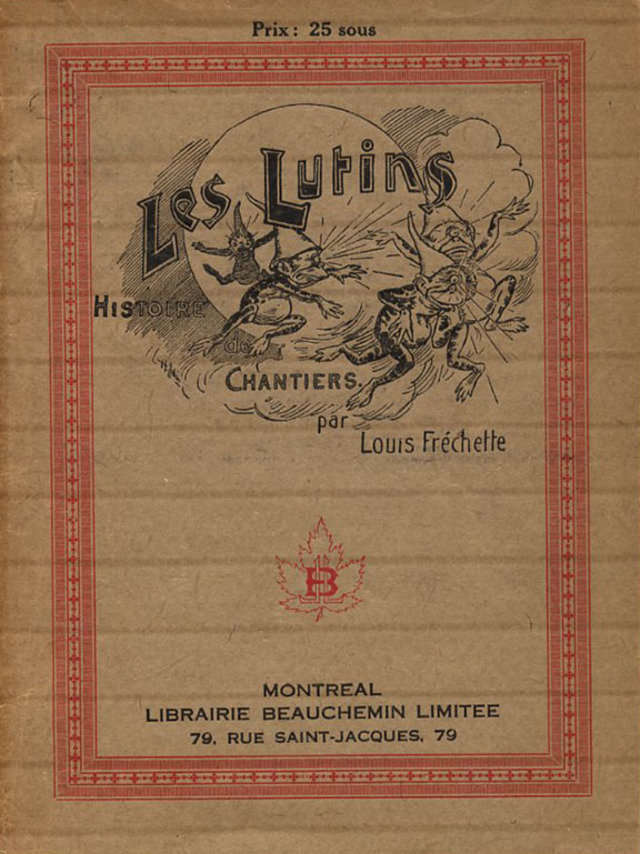 Prix: 25 sous
Les Lutins
Histoire
de
Chantiers.
par
Louis Fréchette
B
MONTREAL
LIBRAIRIE BEAUCHEMIN LIMITEE
79, RUE SAINT-JACQUES, 79